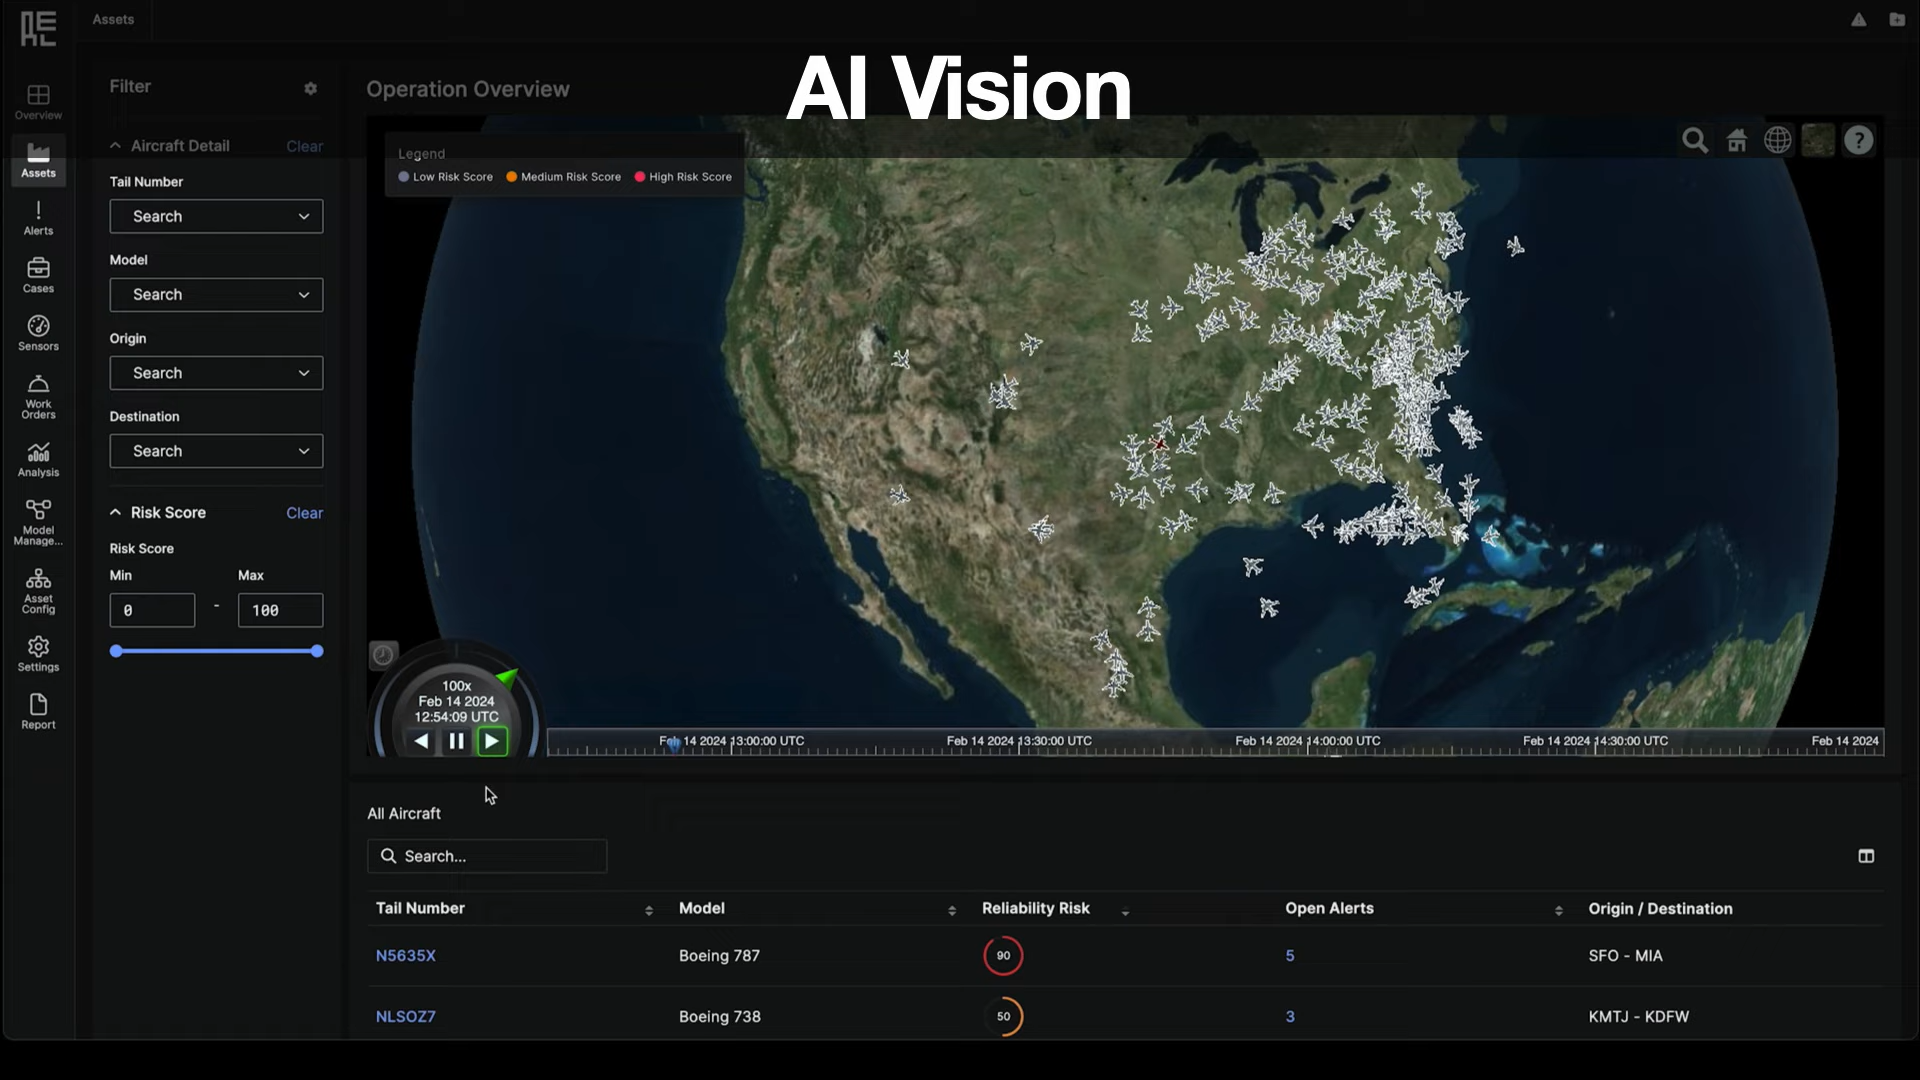 Assets
AI Vision
Overview
Assets
Alerts
Cases
Sensors
Work
Orders
Analysis
Model
Manage...
Asset
Config
Settings
Report
Filter
Aircraft Detail
Clear
Tail Number
Search
Model
Search
Origin
Search
Destination
Search
Risk Score
Clear
Risk Score
Min
Max
0
-
100
Operation Overview
Legend
Low Risk Score
Medium Risk Score
High Risk Score
?
100x
Feb 14 2024
12:54:09 UTC
Feb 14 2024 13:00:00 UTC
Feb 14 2024 13:30:00 UTC
Feb 14 2024 14:00:00 UTC
Feb 14 2024 14:30:00 UTC
Feb 14 2024
All Aircraft
Search...
Tail Number
Model
Reliability Risk
Open Alerts
Origin / Destination
N5635X
Boeing 787
90
5
SFO - MIA
NLSOZ7
Boeing 738
50
3
KMTJ - KDFW